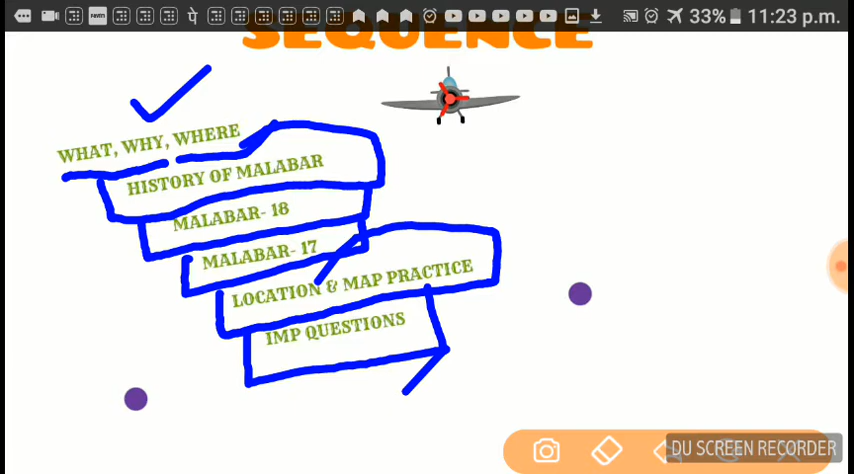 33% 11:23 p.m.
SEQUENCE
WHAT, WHY, WHERE
HISTORY OF MALABAR
MALABAR- 18
MALABAR- 17
LOCATION & MAP PRACTICE
IMP QUESTIONS
DU SCREEN RECORDER